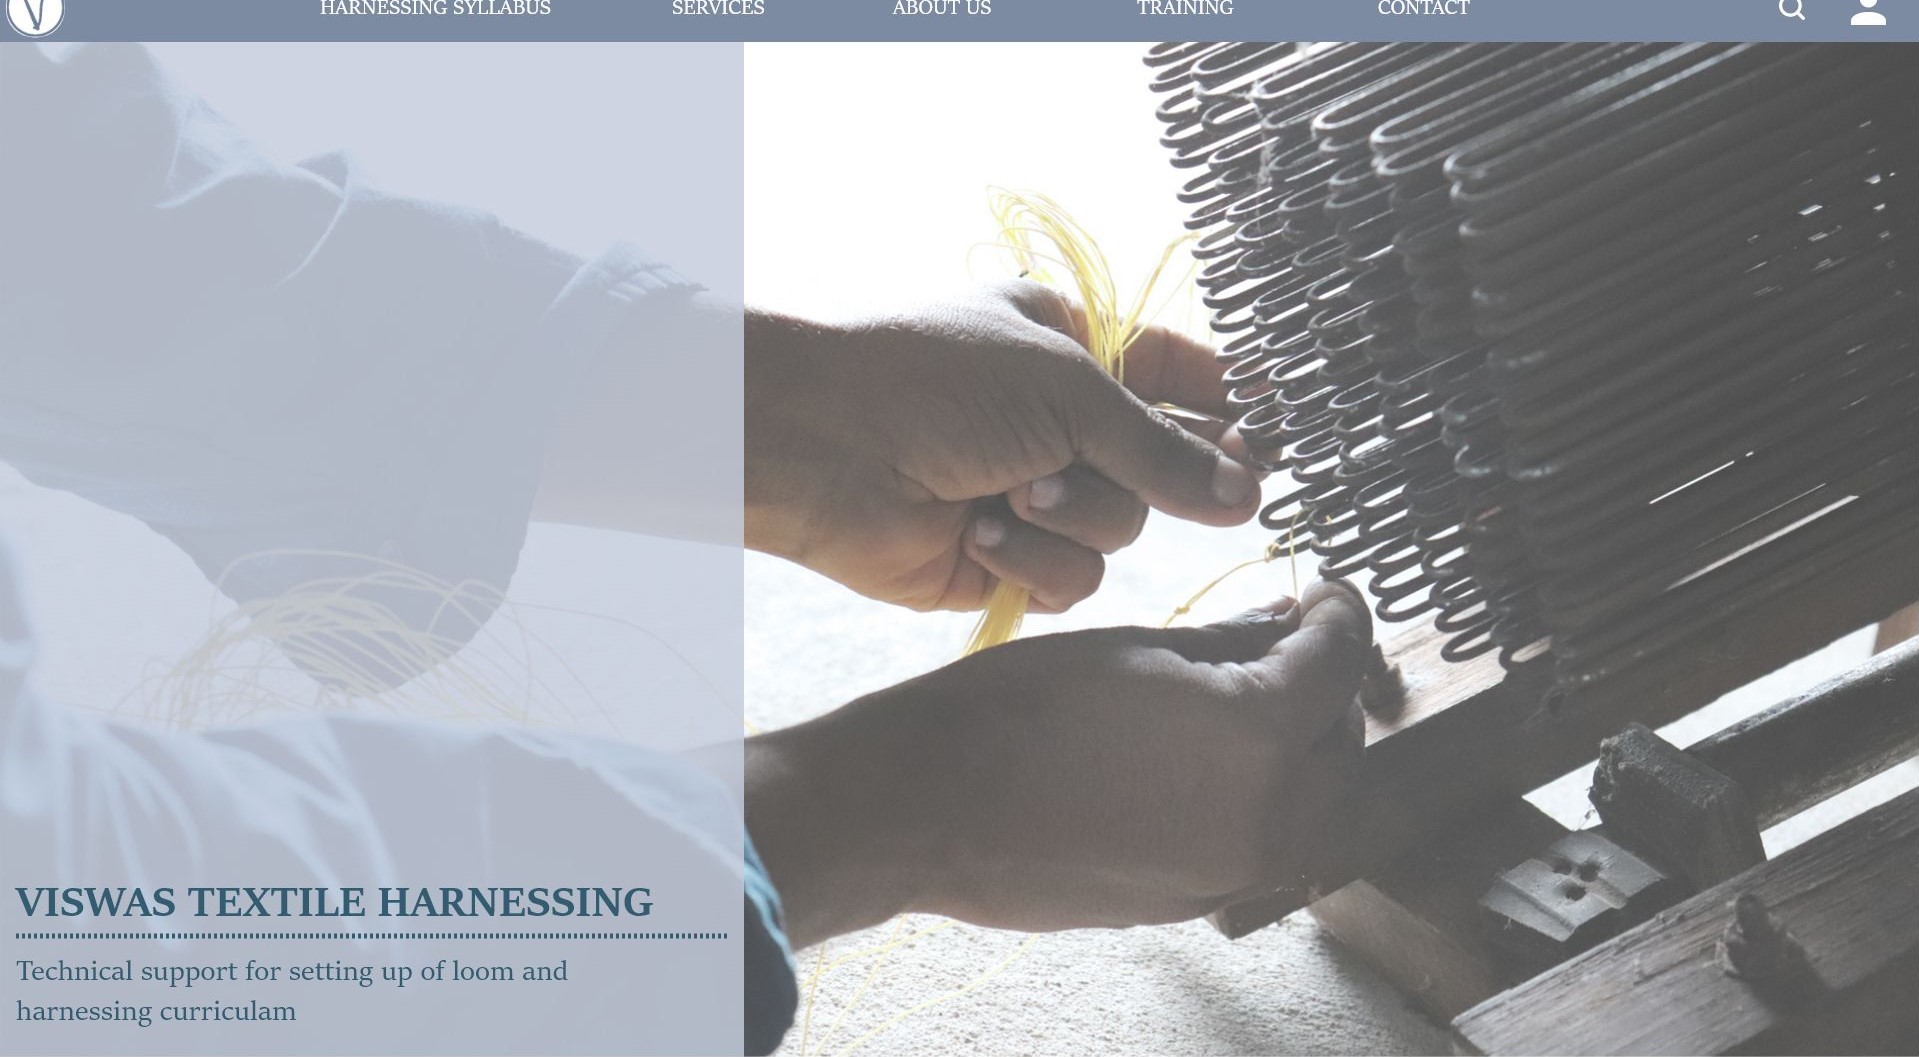 V
HARNESSING SYLLABUS
SERVICES
ABOUT US
TRAINING
CONTACT
VISWAS TEXTILE HARNESSING
Technical support for setting up of loom and
harnessing curriculam